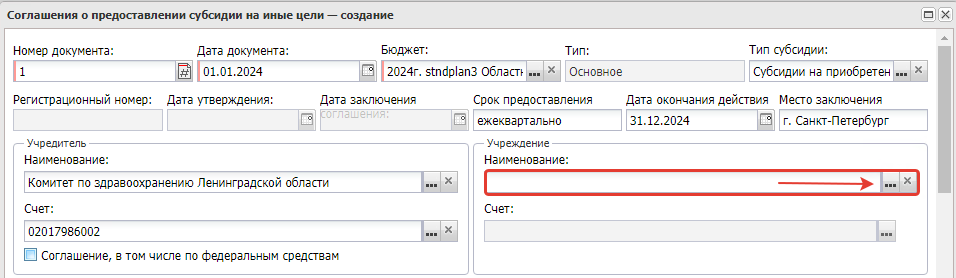 Соглашения о предоставлении субсидии на иные цели — создание
Номер документа: Дата документа: Бюджет: Тип: Тип субсидии:
1 01.01.2024 2024г. stndplan3 Област ... Основное Субсидии на приобретен ...
Регистрационный номер: Дата утверждения: Дата заключения соглашения: Срок предоставления Дата окончания действия Место заключения
ежеквартально 31.12.2024 г. Санкт-Петербург
Учредитель Учреждение
Наименование: Наименование:
Комитет по здравоохранению Ленинградской области ... ...
Счет: Счет:
02017986002 ... ...
Соглашение, в том числе по федеральным средствам